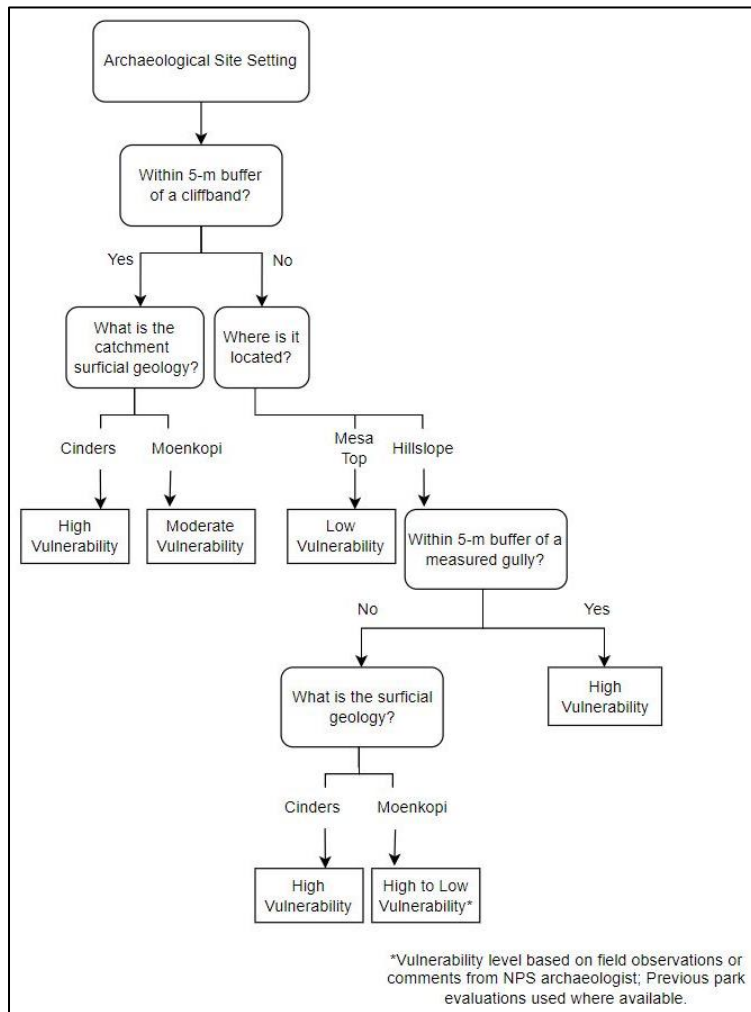 Archaeological Site Setting
Within 5-m buffer
of a cliffband?
Yes
No
What is the
catchment
surficial geology?
Where is it
located?
Cinders
Moenkopi
Mesa
Top
Hillslope
High
Vulnerability
Moderate
Vulnerability
Low
Vulnerability
Within 5-m buffer of a
measured gully?
No
Yes
What is the surficial
geology?
High
Vulnerability
Cinders
Moenkopi
High
Vulnerability
High to Low
Vulnerability*
*Vulnerability level based on field observations or
comments from NPS archaeologist; Previous park
evaluations used where available.